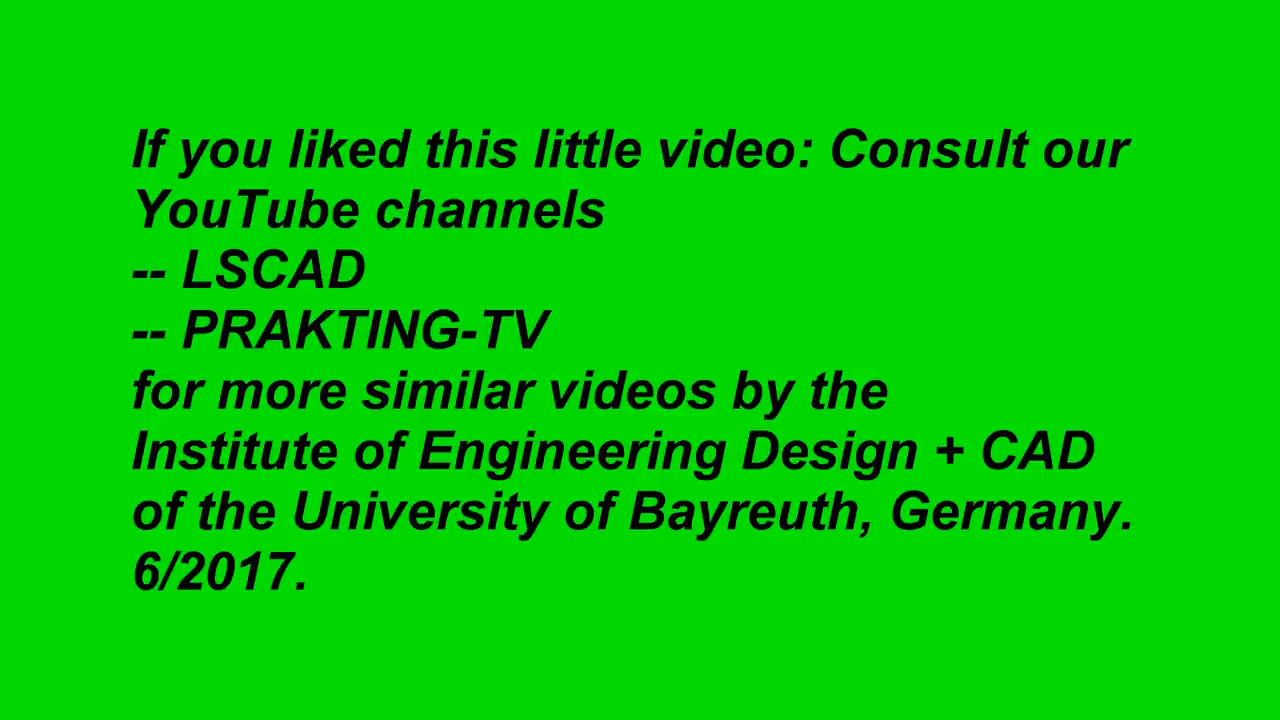 If you liked this little video: Consult our
YouTube channels
-- LSCAD
-- PRAKTING-TV
for more similar videos by the
Institute of Engineering Design + CAD
of the University of Bayreuth, Germany.
6/2017.